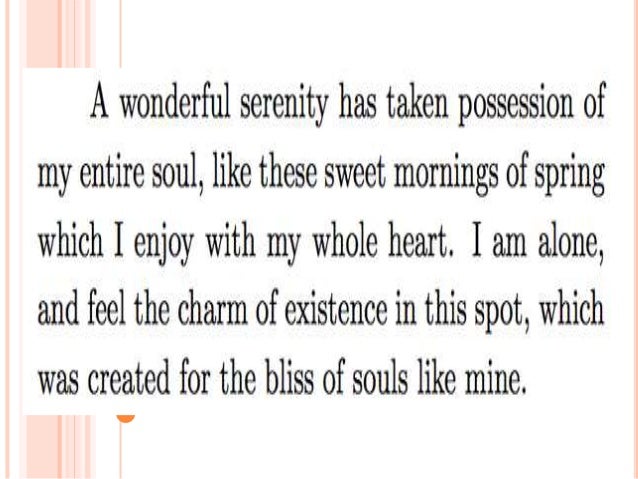 A wonderful serenity has taken possession of
my entire soul, like these sweet mornings of spring
which I enjoy with my whole heart. I am alone,
and feel the charm of existence in this spot, which
was created for the bliss of souls like mine.